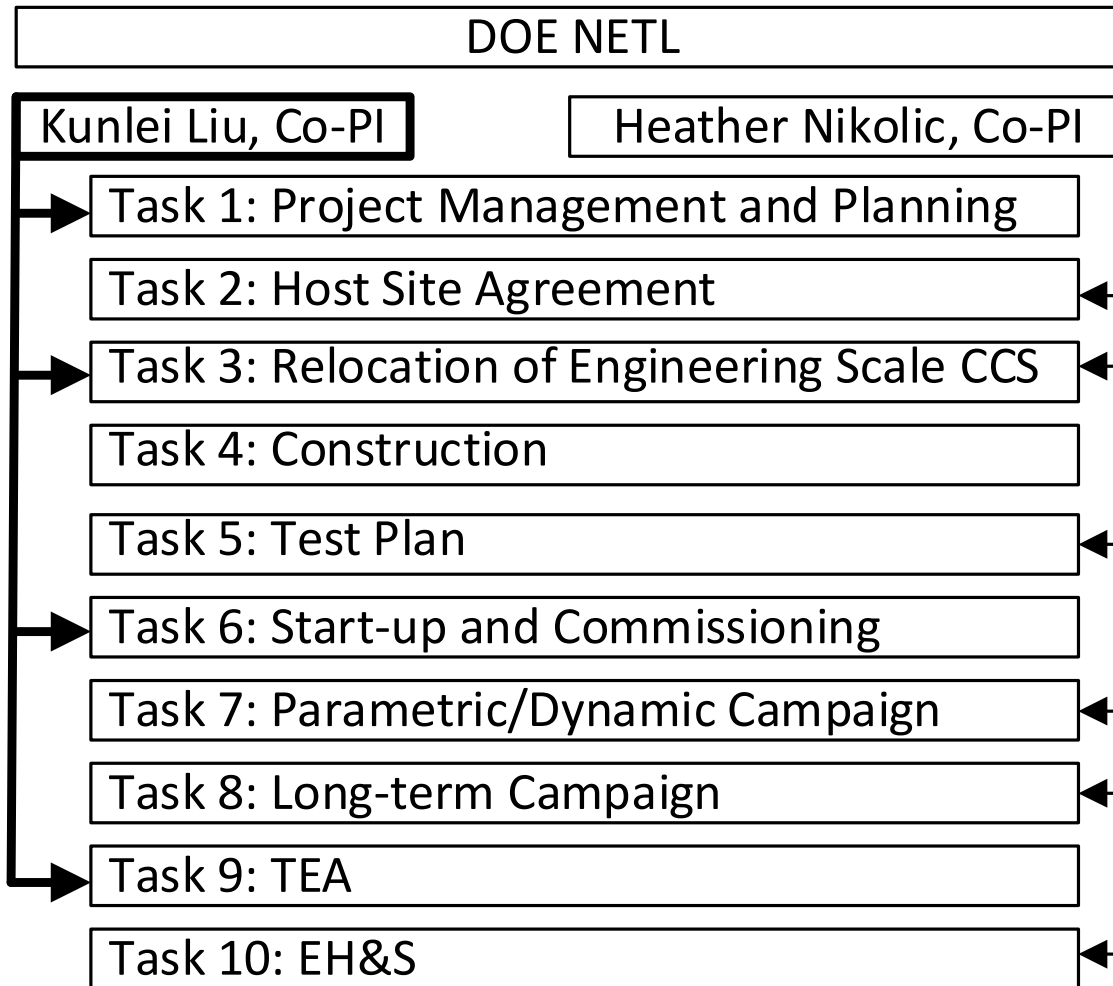 DOE NETL
Kunlei Liu, Co-PI
Heather Nikolic, Co-PI
Task 1: Project Management and Planning
Task 2: Host Site Agreement
Task 3: Relocation of Engineering Scale CCS
Task 4: Construction
Task 5: Test Plan
Task 6: Start-up and Commissioning
Task 7: Parametric/Dynamic Campaign
Task 8: Long-term Campaign
Task 9: TEA
Task 10: EH&S